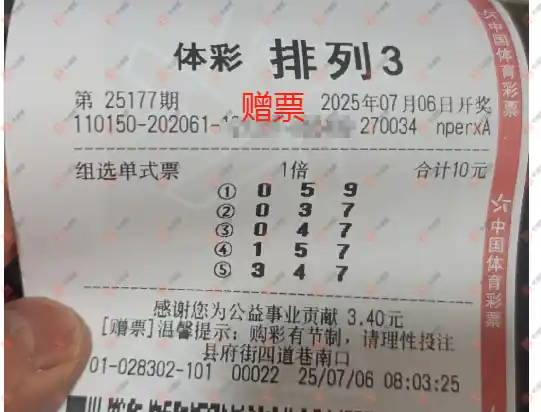 体彩 排列3
第 25177期 赠票 2025年07月06日开奖
110150-202061- 270034 nperxA
组选单式票 1倍 合计10元
① 0 5 9
② 0 3 7
③ 0 4 7
④ 1 5 7
⑤ 3 4 7
感谢您为公益事业贡献 3.40元
[赠票]温馨提示:购彩有节制,请理性投注
县府街四道巷南口
01-028302-101 00022 25/07/06 08:03:25
中国体育彩票
中国体育彩票